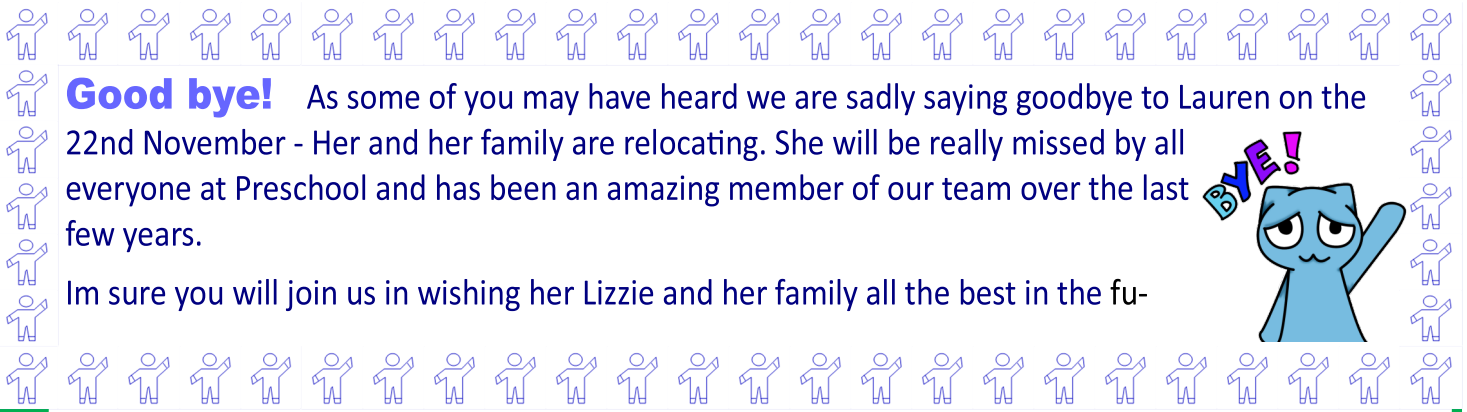 Good bye! As some of you may have heard we are sadly saying goodbye to Lauren on the
22nd November - Her and her family are relocating. She will be really missed by all
everyone at Preschool and has been an amazing member of our team over the last
few years.
BYE!
Im sure you will join us in wishing her Lizzie and her family all the best in the fu-